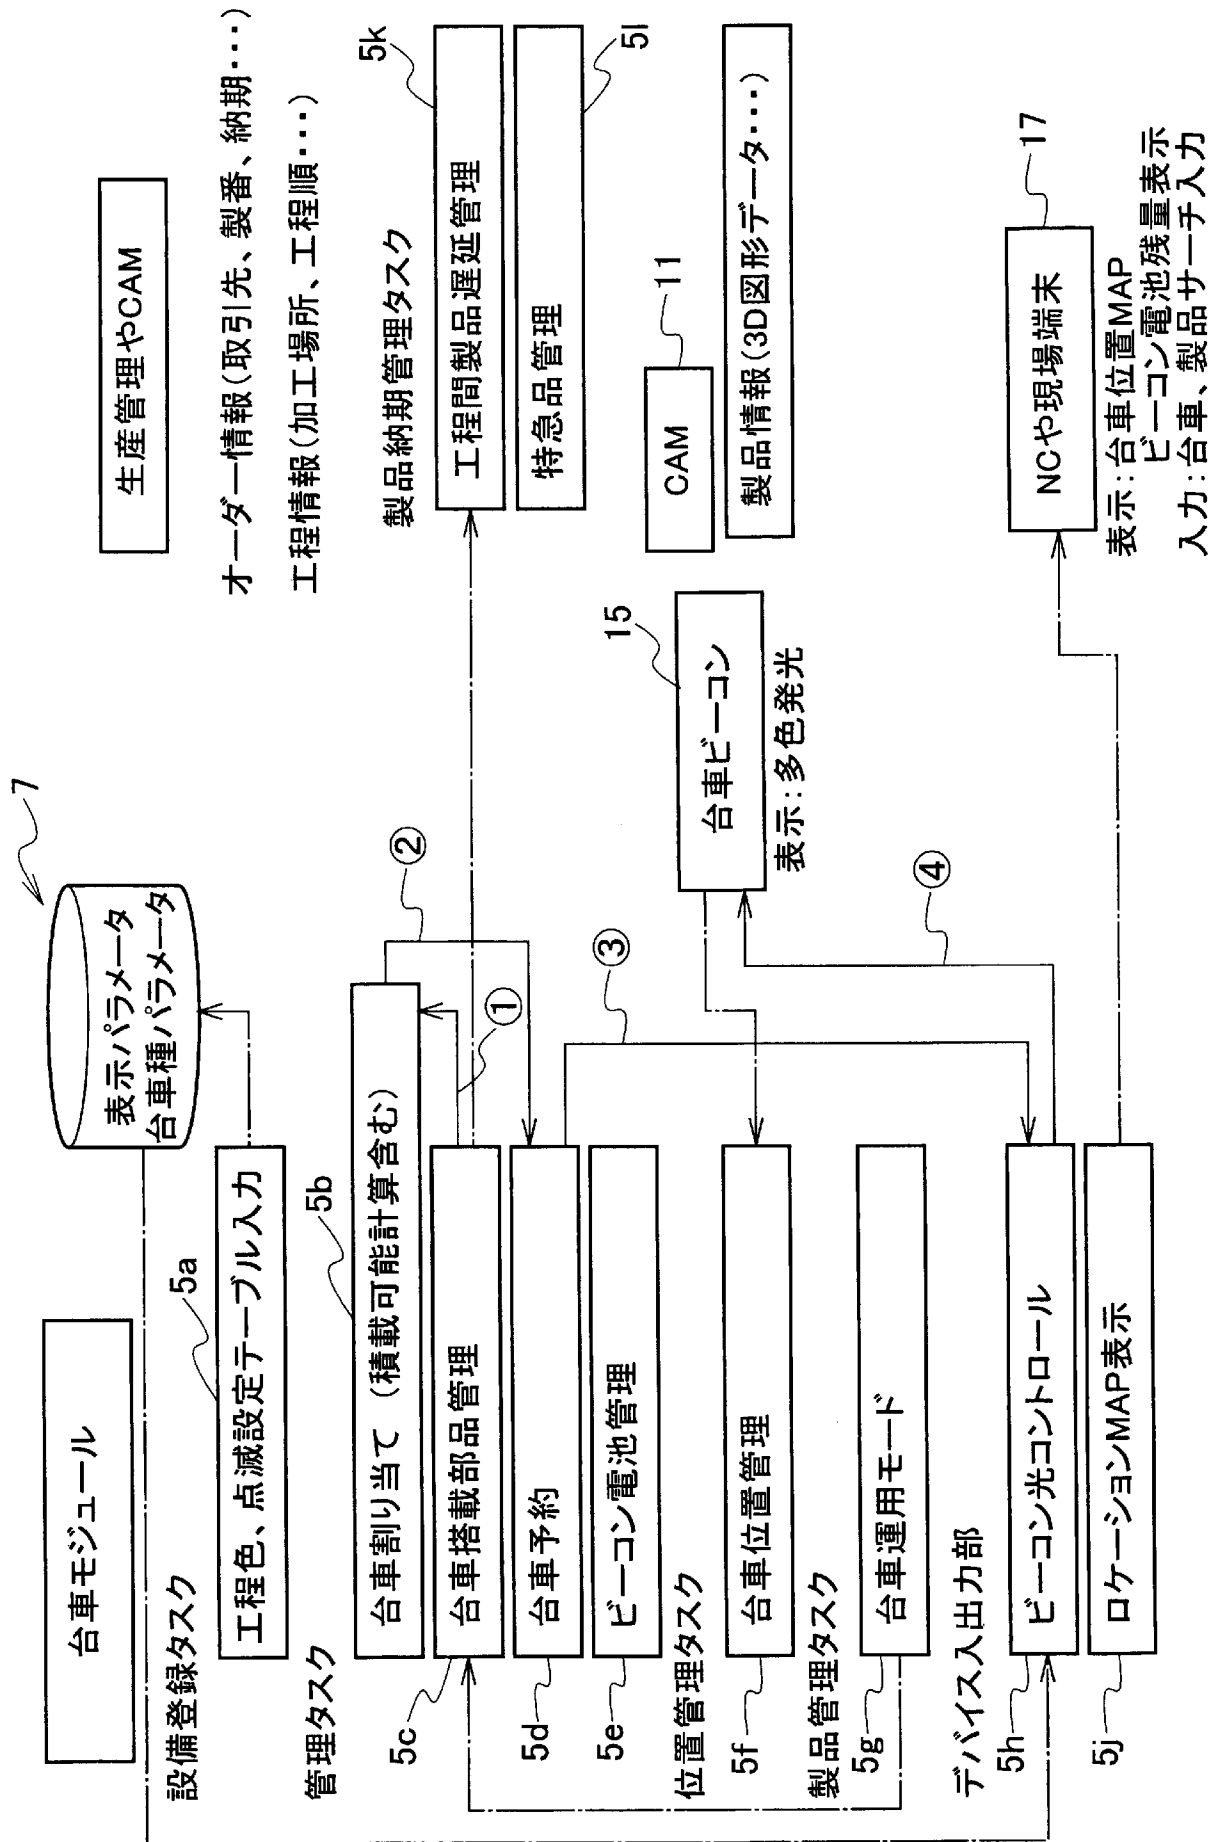 台車モジュール
7
表示パラメータ
台車種パラメータ
生産管理やCAM
設備登録タスク
5a
工程色、点滅設定テーブル入力
オーダー情報(取引先、製番、納期・・・)
工程情報(加工場所、工程順・・・)
管理タスク
5b
台車割り当て (積載可能計算含む)
②
5c
台車搭載部品管理
①
5d
台車予約
5e
ビーコン電池管理
③
製品納期管理タスク
工程間製品遅延管理
5k
特急品管理
5l
位置管理タスク
5f
台車位置管理
15
台車ビーコン
表示:多色発光
CAM
11
製品情報(3D図形データ・・・)
製品管理タスク
5g
台車運用モード
④
デバイス入出力部
5h
ビーコン光コントロール
5j
ロケーションMAP表示
NCや現場端末
17
表示:台車位置MAP
ビーコン電池残量表示
入力:台車、製品サーチ入力